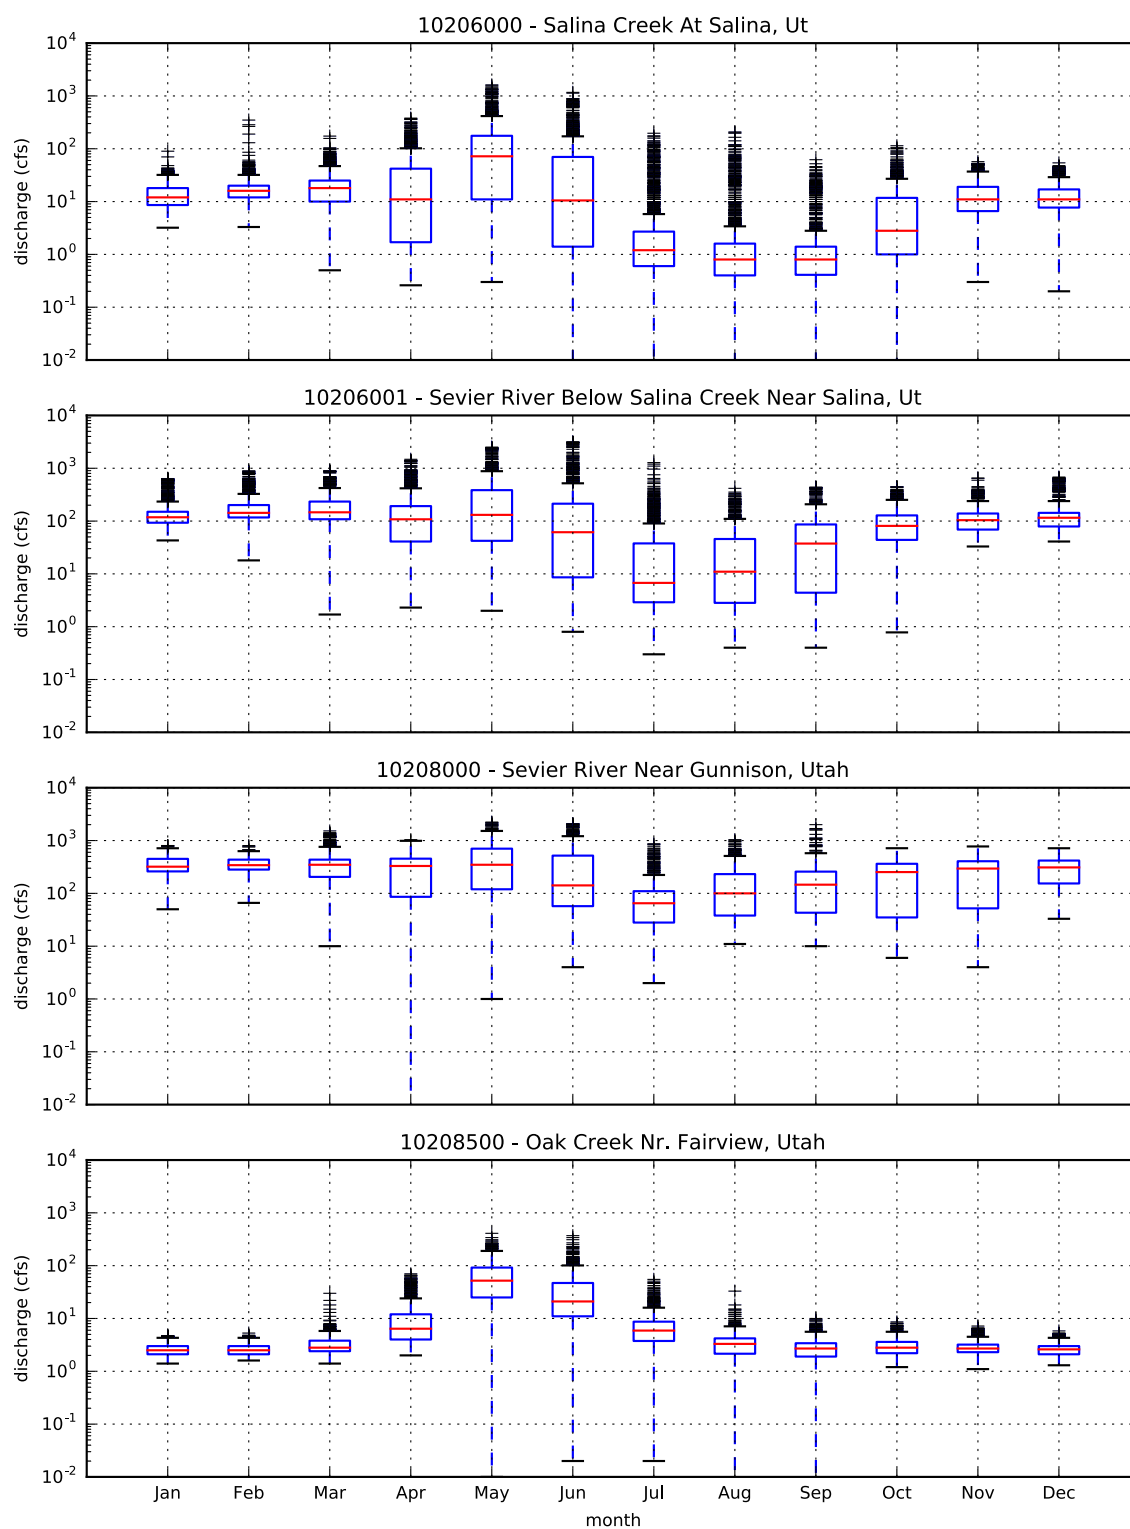 10206000 - Salina Creek At Salina, Ut
10⁴
10³
10²
10¹
10⁰
10⁻¹
10⁻²
discharge (cfs)
10206001 - Sevier River Below Salina Creek Near Salina, Ut
10⁴
10³
10²
10¹
10⁰
10⁻¹
10⁻²
discharge (cfs)
10208000 - Sevier River Near Gunnison, Utah
10⁴
10³
10²
10¹
10⁰
10⁻¹
10⁻²
discharge (cfs)
10208500 - Oak Creek Nr. Fairview, Utah
10⁴
10³
10²
10¹
10⁰
10⁻¹
10⁻²
discharge (cfs)
Jan Feb Mar Apr May Jun Jul Aug Sep Oct Nov Dec
month